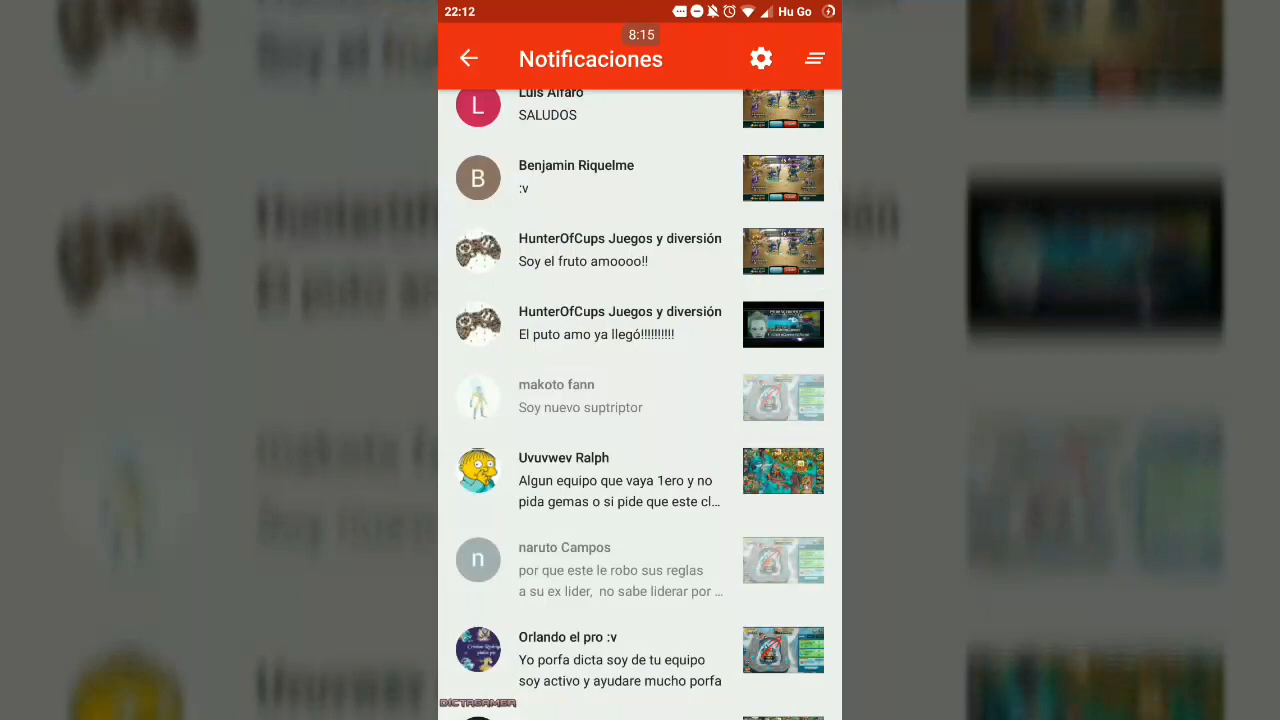 22:12
Hu Go
8:15
Notificaciones
L
Luis Alfaro
SALUDOS
B
Benjamin Riquelme
:v
HunterOfCups Juegos y diversión
Soy el fruto amoooo!!
HunterOfCups Juegos y diversión
El puto amo ya llegó!!!!!!!!!!
makoto fann
Soy nuevo suptriptor
Uvuvwev Ralph
Algun equipo que vaya 1ero y no
pida gemas o si pide que este cl…
n
naruto Campos
por que este le robo sus reglas
a su ex lider, no sabe liderar por …
Orlando el pro :v
Yo porfa dicta soy de tu equipo
soy activo y ayudare mucho porfa
DICTAGAMER